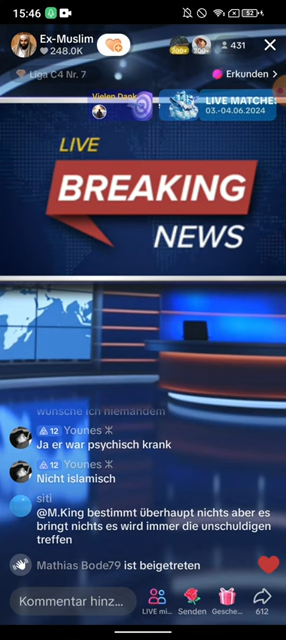 15:46
52
Ex-Muslim
248.0K
431
Liga C4 Nr. 7
Erkunden >
Vielen Dank
LIVE MATCHES
03.-04.06.2024
LIVE
BREAKING
NEWS
wünsche ich niemandem
12 Younes ⵣ
Ja er war psychisch krank
12 Younes ⵣ
Nicht islamisch
siti
@M.King bestimmt überhaupt nichts aber es
bringt nichts es wird immer die unschuldigen
treffen
Mathias Bode79 ist beigetreten
Kommentar hinz...
LIVE mi...
Senden
Gesche...
612